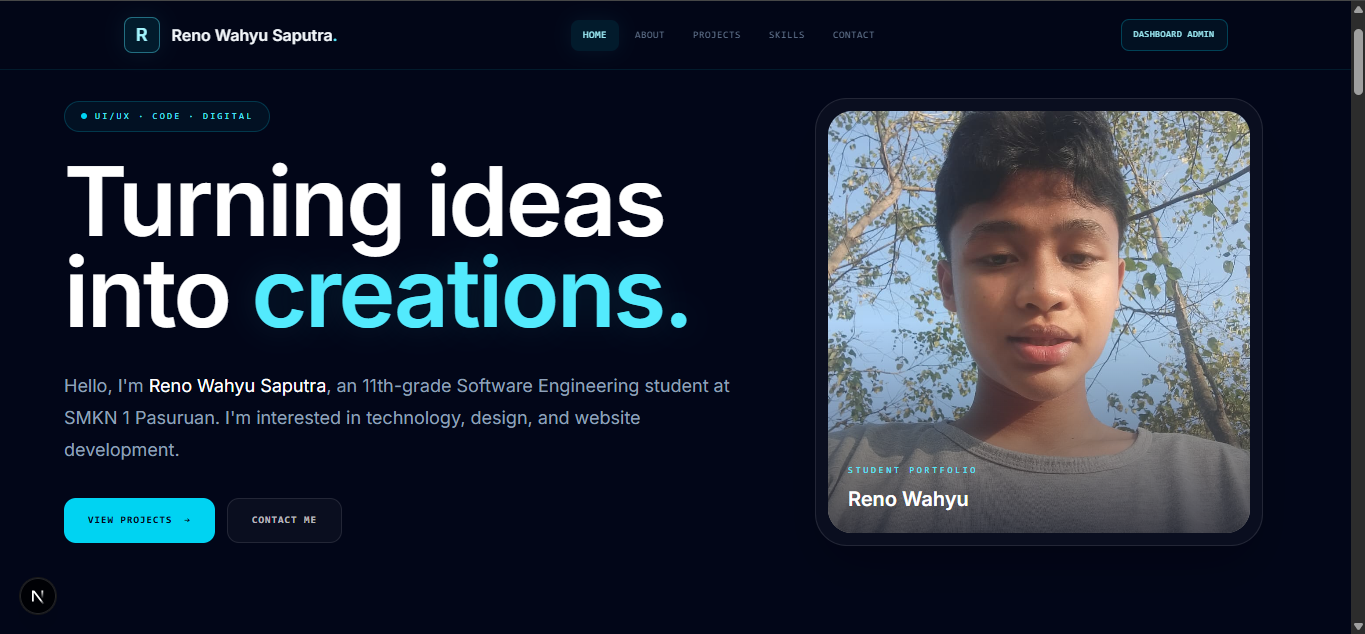 R
Reno Wahyu Saputra.
HOME
ABOUT
PROJECTS
SKILLS
CONTACT
DASHBOARD ADMIN
UI/UX · CODE · DIGITAL
Turning ideas
into creations.
Hello, I'm Reno Wahyu Saputra, an 11th-grade Software Engineering student at
SMKN 1 Pasuruan. I'm interested in technology, design, and website
development.
VIEW PROJECTS →
CONTACT ME
STUDENT PORTFOLIO
Reno Wahyu
N